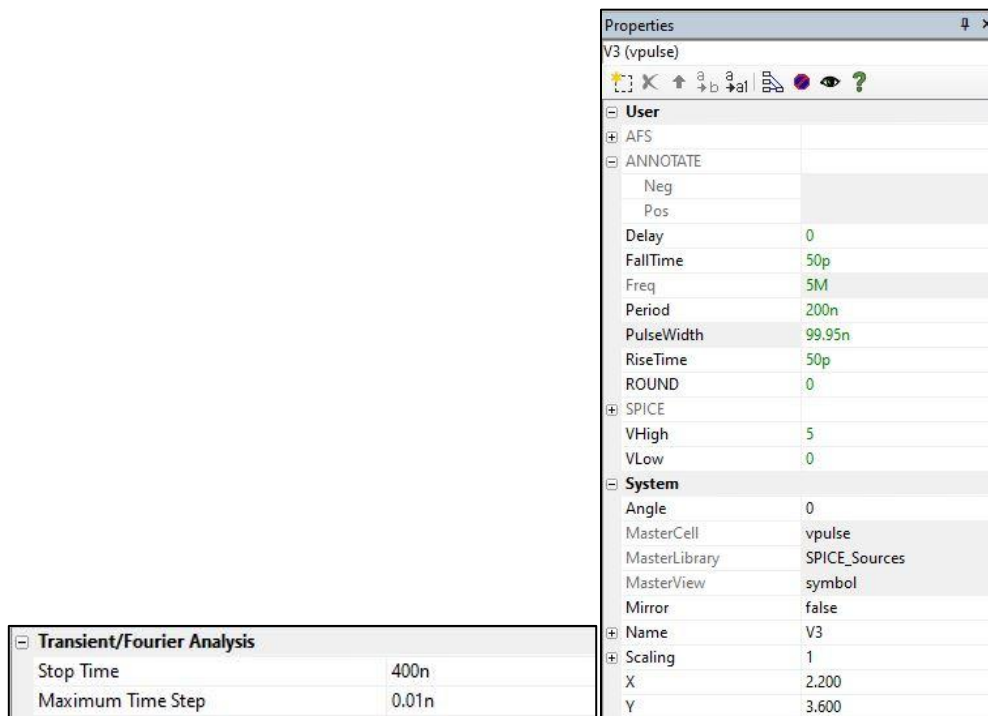 Properties
V3 (vpulse)
User
AFS
ANNOTATE
Neg
Pos
Delay 0
FallTime 50p
Freq 5M
Period 200n
PulseWidth 99.95n
RiseTime 50p
ROUND 0
SPICE
VHigh 5
VLow 0
System
Angle 0
MasterCell vpulse
MasterLibrary SPICE_Sources
MasterView symbol
Mirror false
Name V3
Scaling 1
X 2.200
Y 3.600
Transient/Fourier Analysis
Stop Time 400n
Maximum Time Step 0.01n